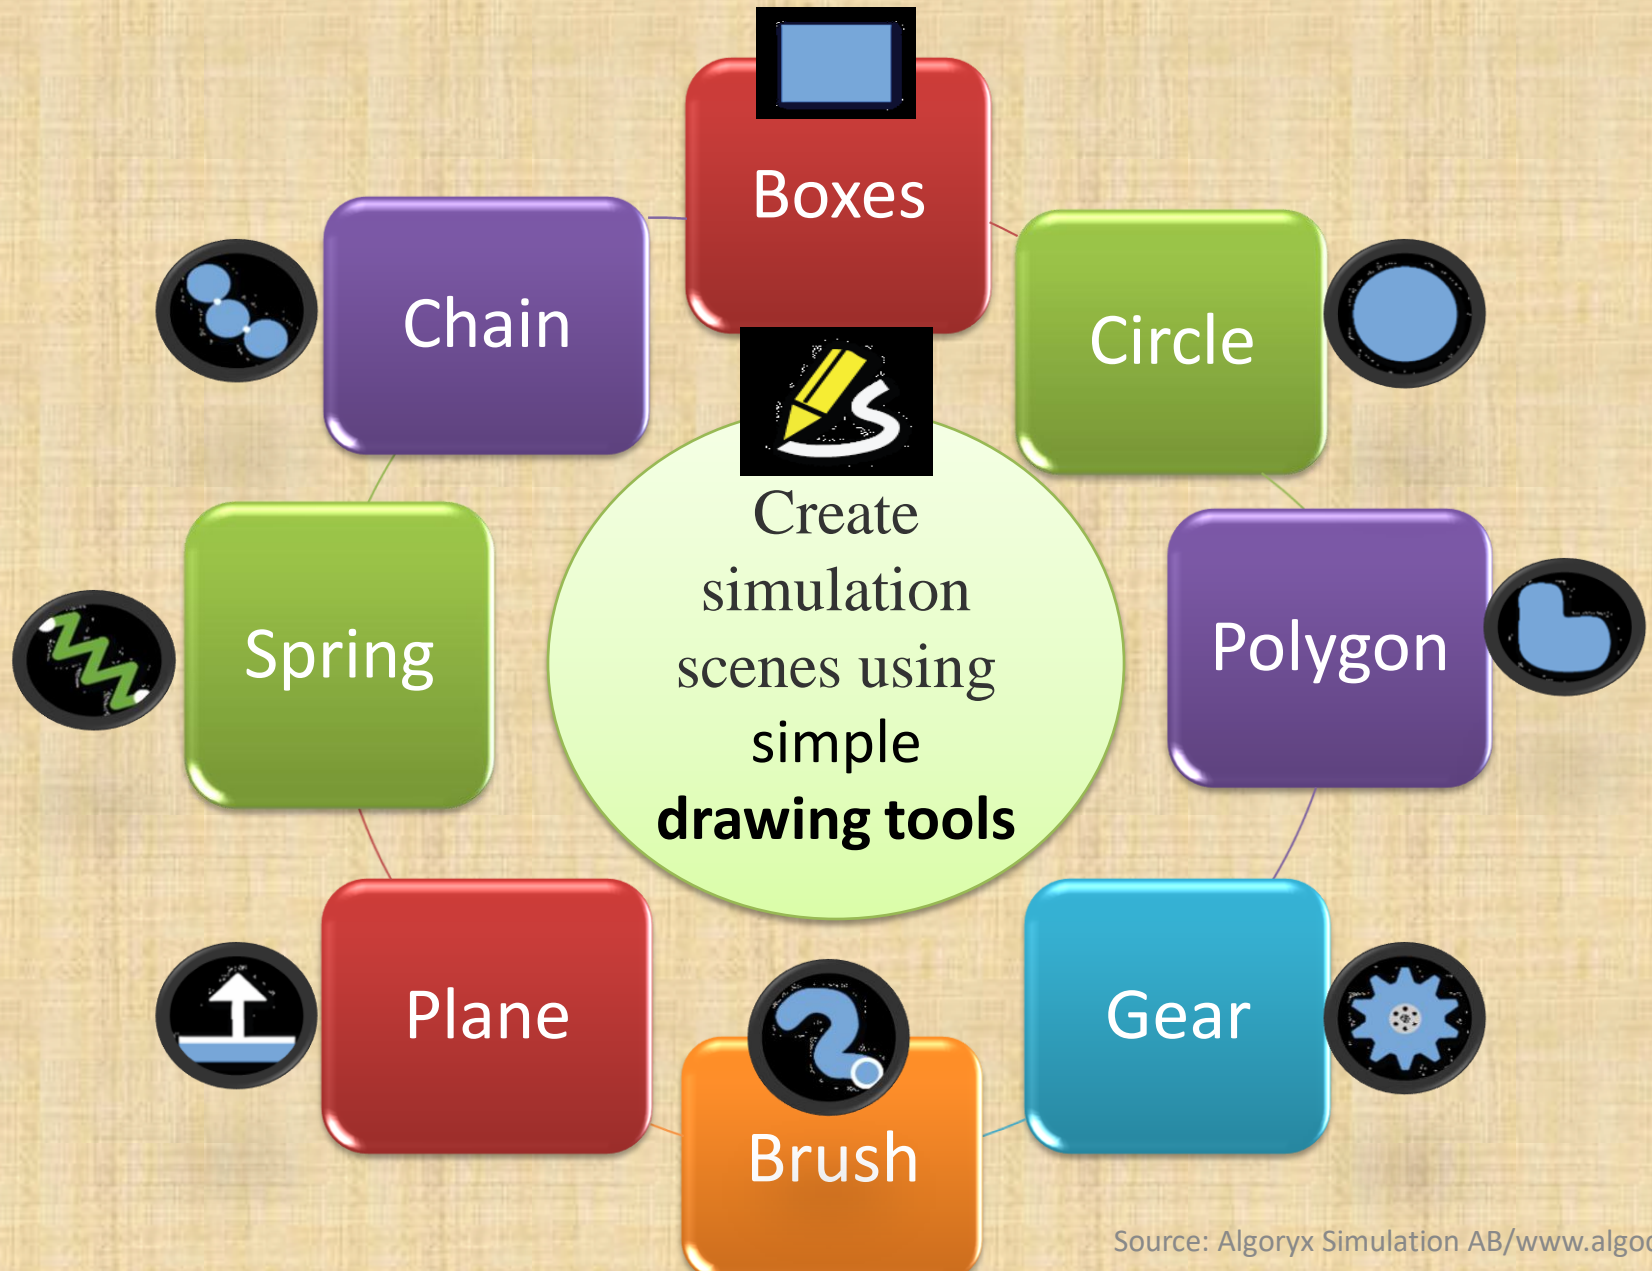 Boxes
Chain
Circle
Create
simulation
scenes using
simple
drawing tools
Spring
Polygon
Plane
Gear
Brush
Source: Algoryx Simulation AB/www.algoo